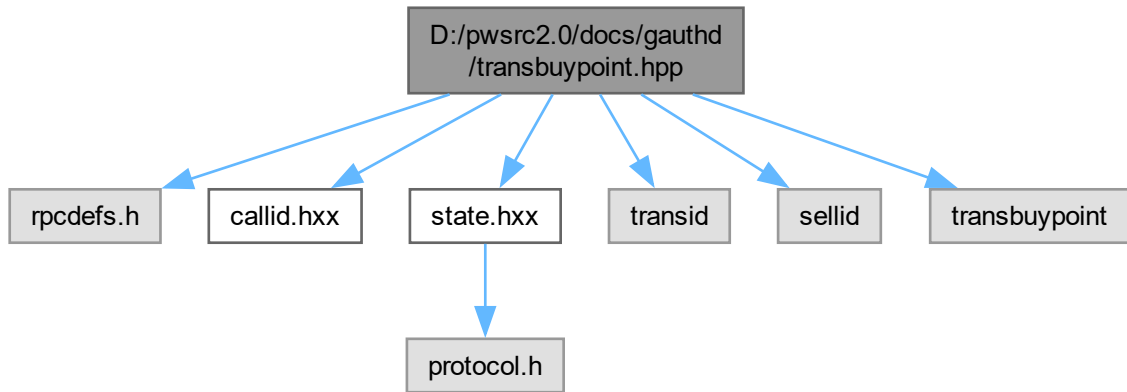 D:/pwsrc2.0/docs/gauthd
/transbuypoint.hpp
rpcdefs.h
callid.hxx
state.hxx
transid
sellid
transbuypoint
protocol.h